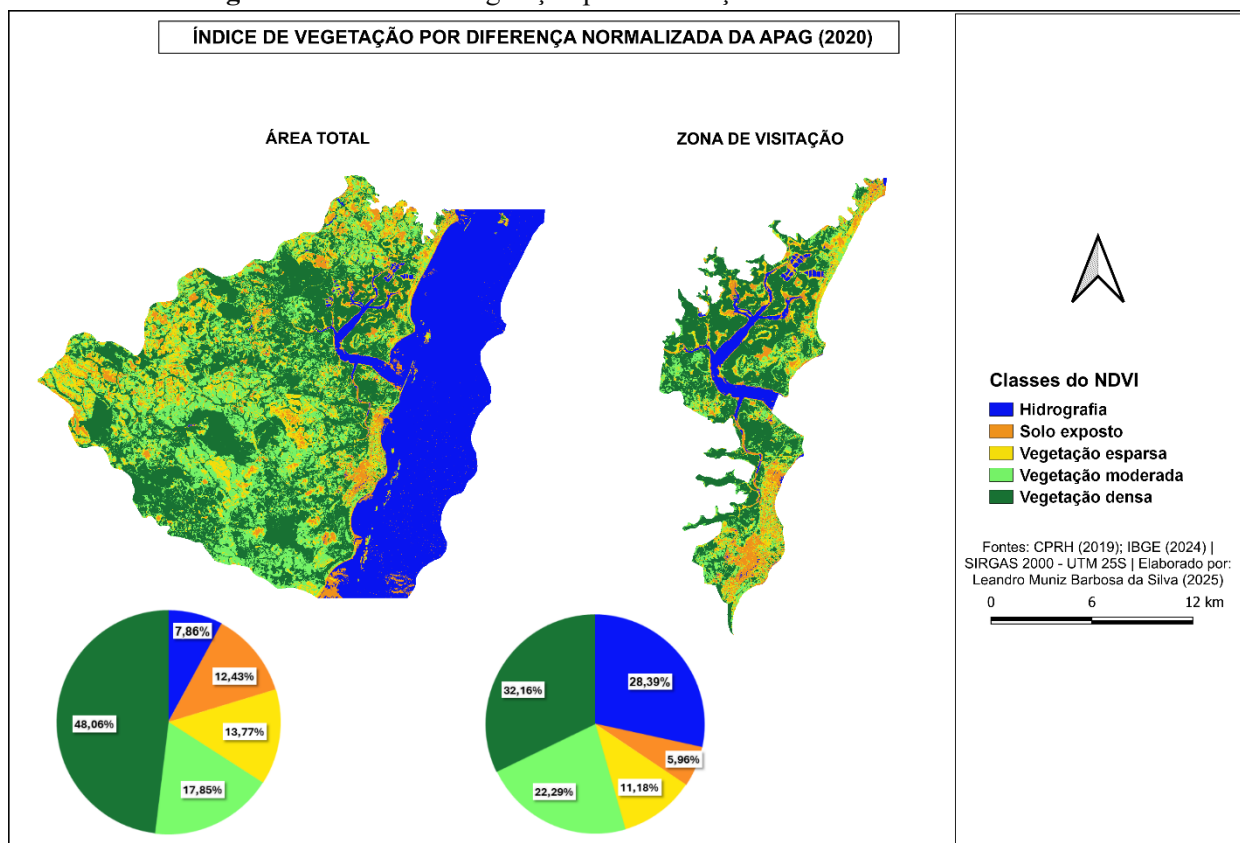 ÍNDICE DE VEGETAÇÃO POR DIFERENÇA NORMALIZADA DA APAG (2020)
ÁREA TOTAL
ZONA DE VISITAÇÃO
Classes do NDVI
Hidrografia
Solo exposto
Vegetação esparsa
Vegetação moderada
Vegetação densa
Fontes: CPRH (2019); IBGE (2024) |
SIRGAS 2000 - UTM 25S | Elaborado por:
Leandro Muniz Barbosa da Silva (2025)
0 6 12 km
7,86%
12,43%
13,77%
17,85%
48,06%
28,39%
5,96%
11,18%
22,29%
32,16%